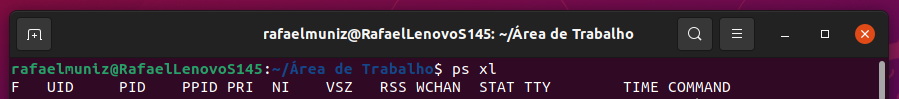 rafaelmuniz@RafaelLenovoS145: ~/Área de Trabalho
rafaelmuniz@RafaelLenovoS145:~/Área de Trabalho$ ps xl
F   UID     PID    PPID PRI  NI    VSZ   RSS WCHAN  STAT TTY        TIME COMMAND